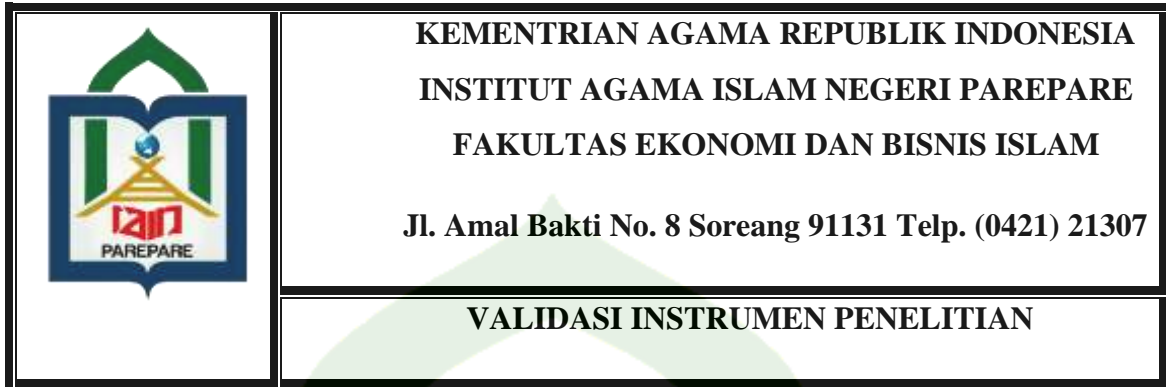 KEMENTRIAN AGAMA REPUBLIK INDONESIA
INSTITUT AGAMA ISLAM NEGERI PAREPARE
FAKULTAS EKONOMI DAN BISNIS ISLAM
Jl. Amal Bakti No. 8 Soreang 91131 Telp. (0421) 21307
iain
PAREPARE
VALIDASI INSTRUMEN PENELITIAN